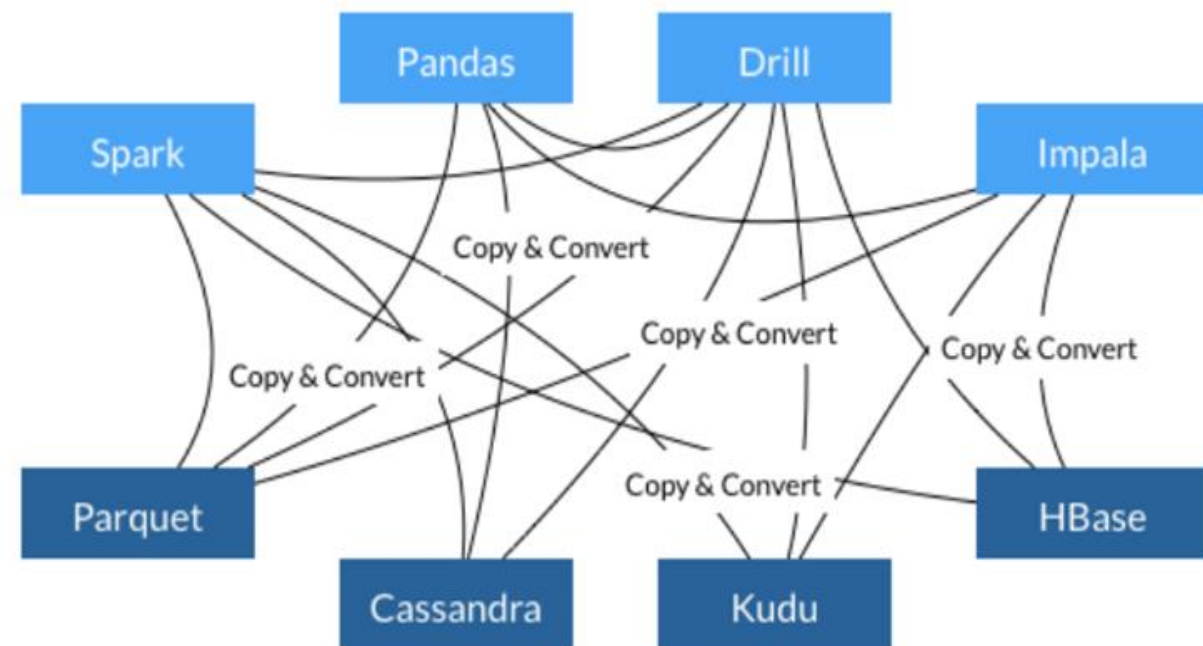 Pandas
Drill
Spark
Impala
Copy & Convert
Copy & Convert
Copy & Convert
Copy & Convert
Copy & Convert
Parquet
HBase
Cassandra
Kudu